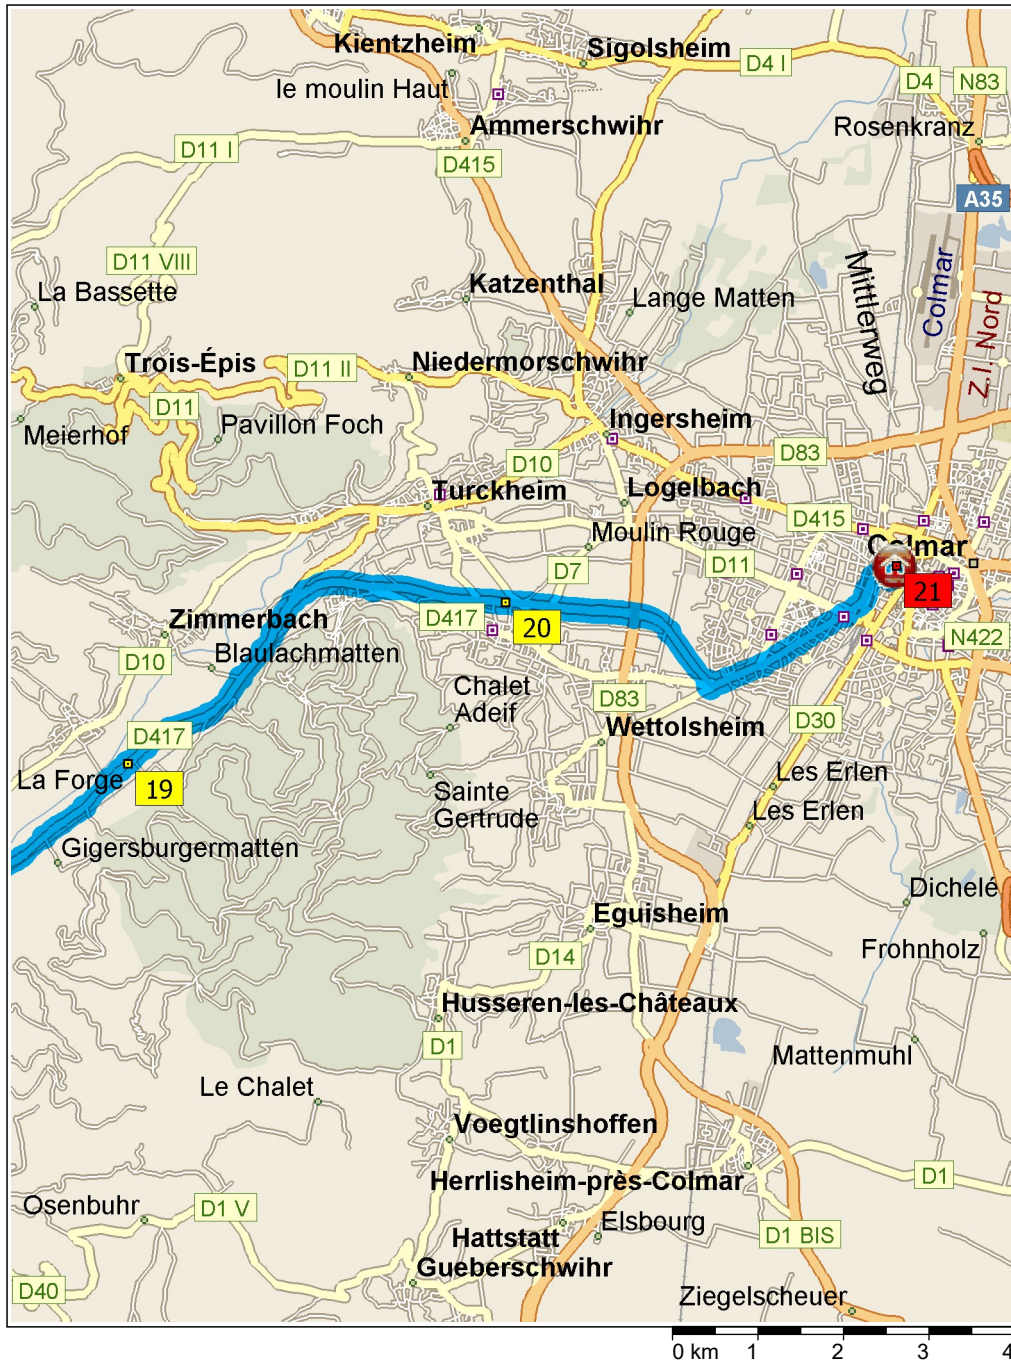 Kientzheim
Sigolsheim
D4 I
le moulin Haut
D4
N83
Ammerschwihr
Rosenkranz
D11 I
D415
A35
D11 VIII
La Bassette
Katzenthal
Lange Matten
Mittlerweg
Colmar
Z.I. Nord
Trois-Épis
D11 II
Niedermorschwihr
D11
Meierhof
Pavillon Foch
Ingersheim
D83
D10
Turckheim
Logelbach
D415
Moulin Rouge
Colmar
D11
D7
21
Zimmerbach
D417
20
N422
D10
Blaulachmatten
Chalet
Adeif
D83
D30
Wettolsheim
D417
La Forge
19
Sainte
Gertrude
Les Erlen
Les Erlen
Gigersburgermatten
Dichelé
Eguisheim
Frohnholz
D14
Husseren-les-Châteaux
D1
Mattenmuhl
Le Chalet
Voegtlinshoffen
Herrlisheim-près-Colmar
D1
Osenbuhr
D1 V
Elsbourg
D1 BIS
Hattstatt
Gueberschwihr
D40
Ziegelscheuer
0 km 1 2 3 4